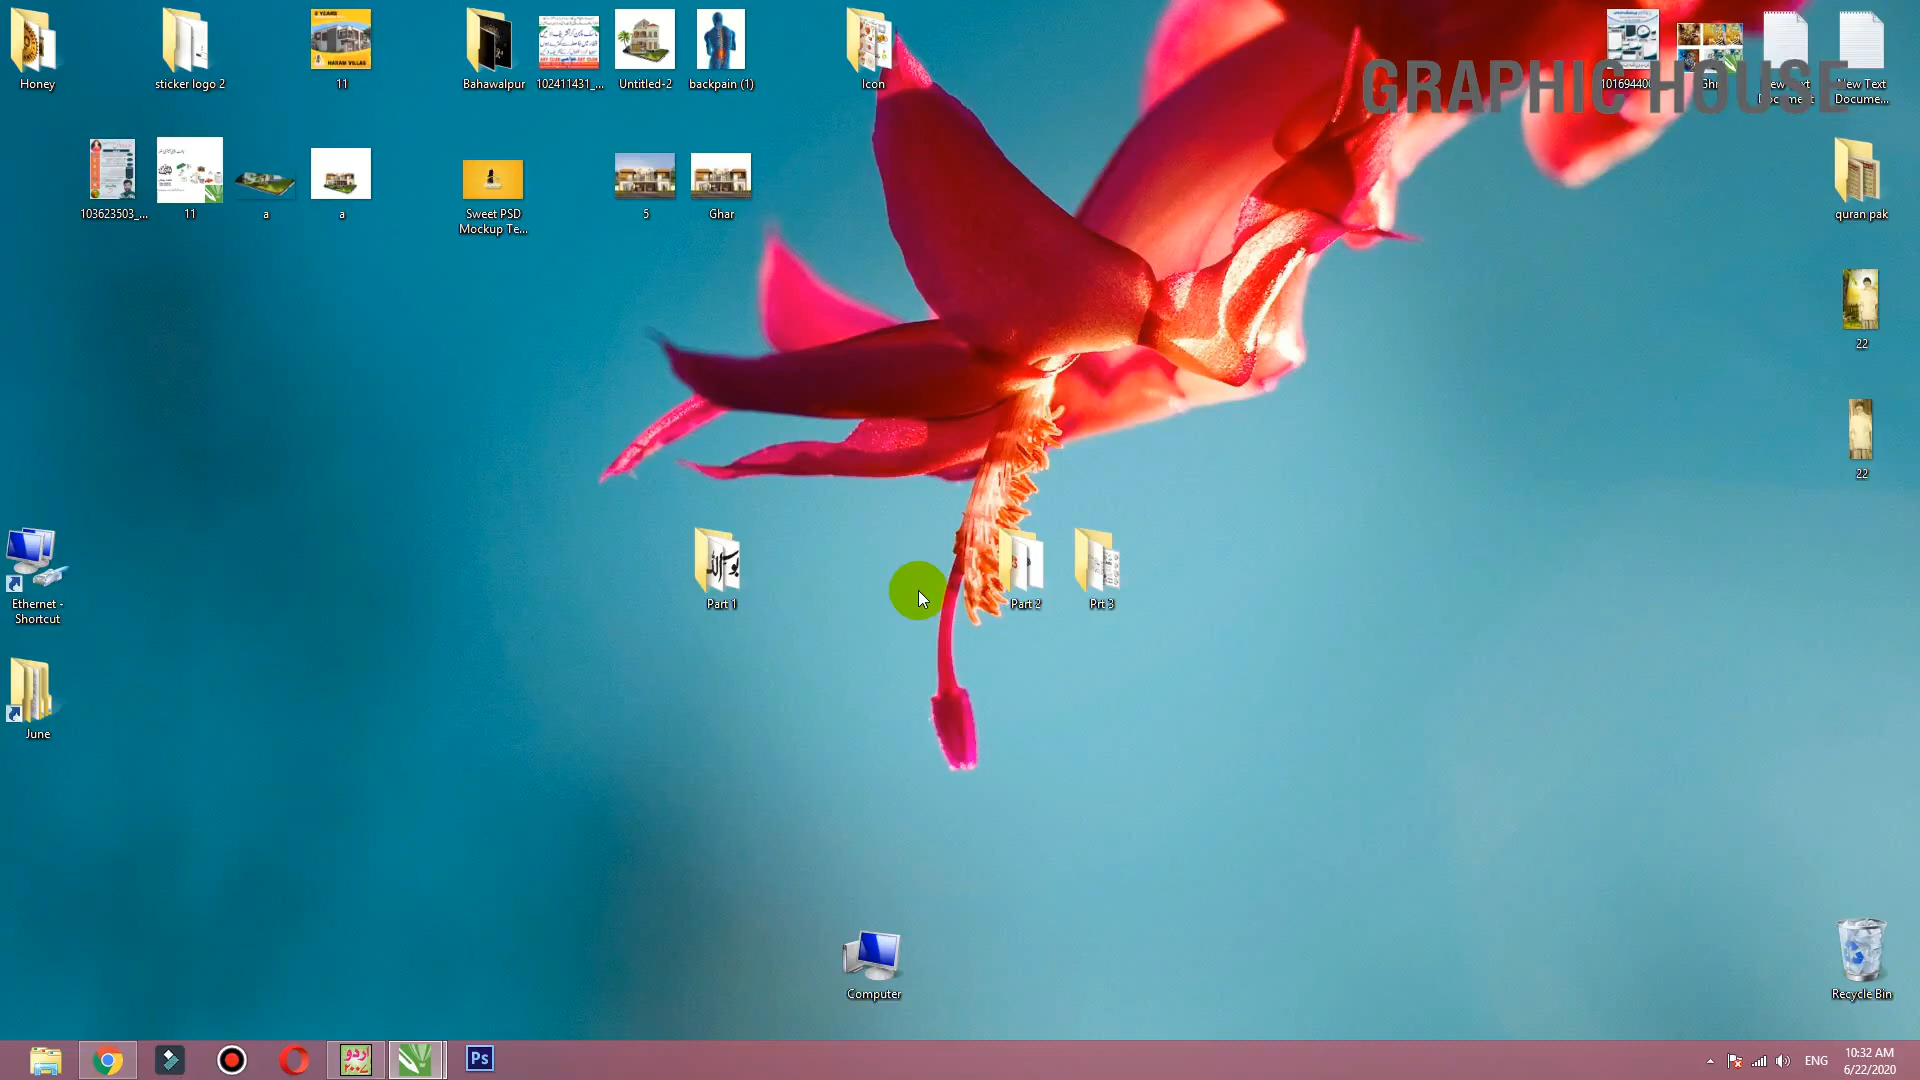 Honey
sticker logo 2
11
Bahawalpur
102411431_...
Untitled-2
backpain (1)
Icon
GRAPHIC HOUSE
New Text
Docume...
103623503_...
11
a
a
Sweet PSD
Mockup Te...
5
Ghar
quran pak
22
22
Part 1
Part 2
Prt 3
Ethernet -
Shortcut
June
Computer
Recycle Bin
اردو
Ps
ENG
10:32 AM
6/22/2020